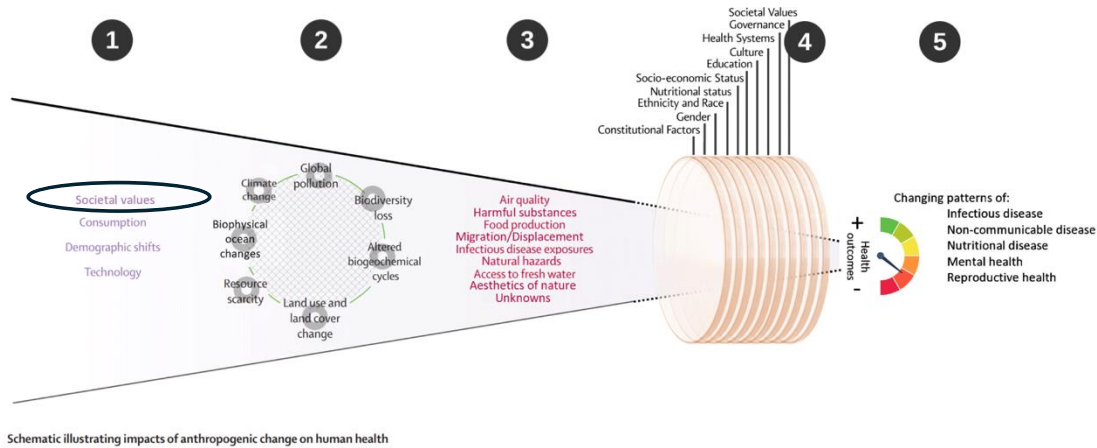 1
2
3
4
5
Societal values
Consumption
Demographic shifts
Technology
Global
pollution
Climate
change
Biodiversity
loss
Biophysical
ocean
changes
Altered
biogeochemical
cycles
Resource
scarcity
Land use and
land cover
change
Air quality
Harmful substances
Food production
Migration/Displacement
Infectious disease exposures
Natural hazards
Access to fresh water
Aesthetics of nature
Unknowns
Societal Values
Governance
Health Systems
Culture
Education
Socio-economic Status
Nutritional status
Ethnicity and Race
Gender
Constitutional Factors
+
Health
outcomes
-
Changing patterns of:
Infectious disease
Non-communicable disease
Nutritional disease
Mental health
Reproductive health
Schematic illustrating impacts of anthropogenic change on human health